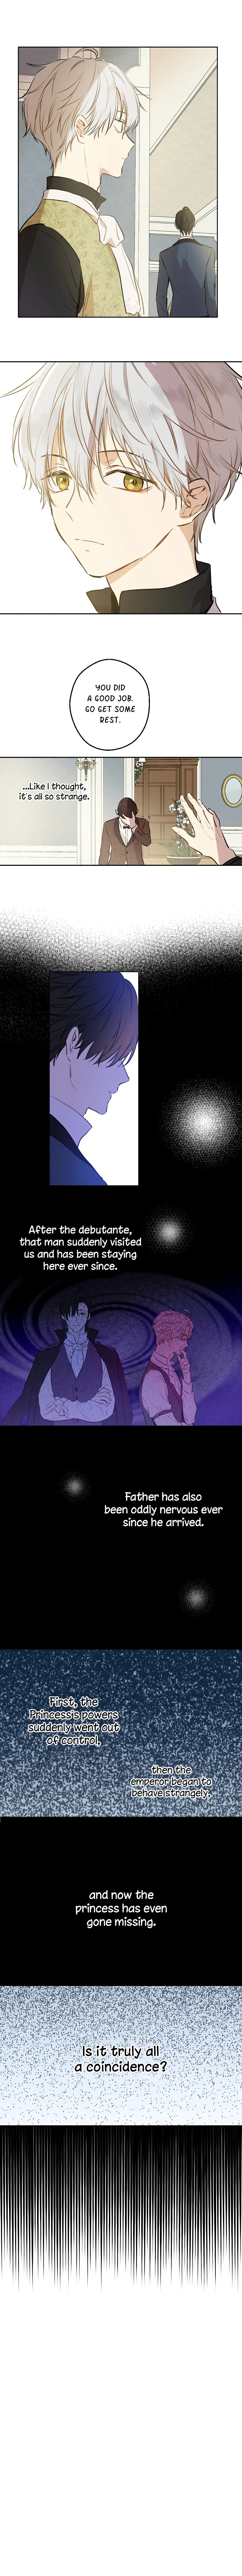 YOU DID
A GOOD JOB.
GO GET SOME
REST.
...Like I thought,
it's all so strange.
After the debutante,
that man suddenly visited
us and has been staying
here ever since.
Father has also
been oddly nervous ever
since he arrived.
First, the
Princess's powers
suddenly went out
of control,
then the
emperor began to
behave strangely,
and now the
princess has even
gone missing.
Is it truly all
a coincidence?